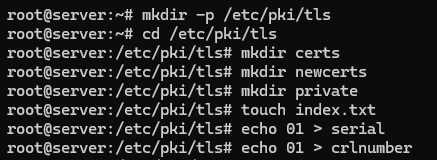 root@server:~# mkdir -p /etc/pki/tls
root@server:~# cd /etc/pki/tls
root@server:/etc/pki/tls# mkdir certs
root@server:/etc/pki/tls# mkdir newcerts
root@server:/etc/pki/tls# mkdir private
root@server:/etc/pki/tls# touch index.txt
root@server:/etc/pki/tls# echo 01 > serial
root@server:/etc/pki/tls# echo 01 > crlnumber